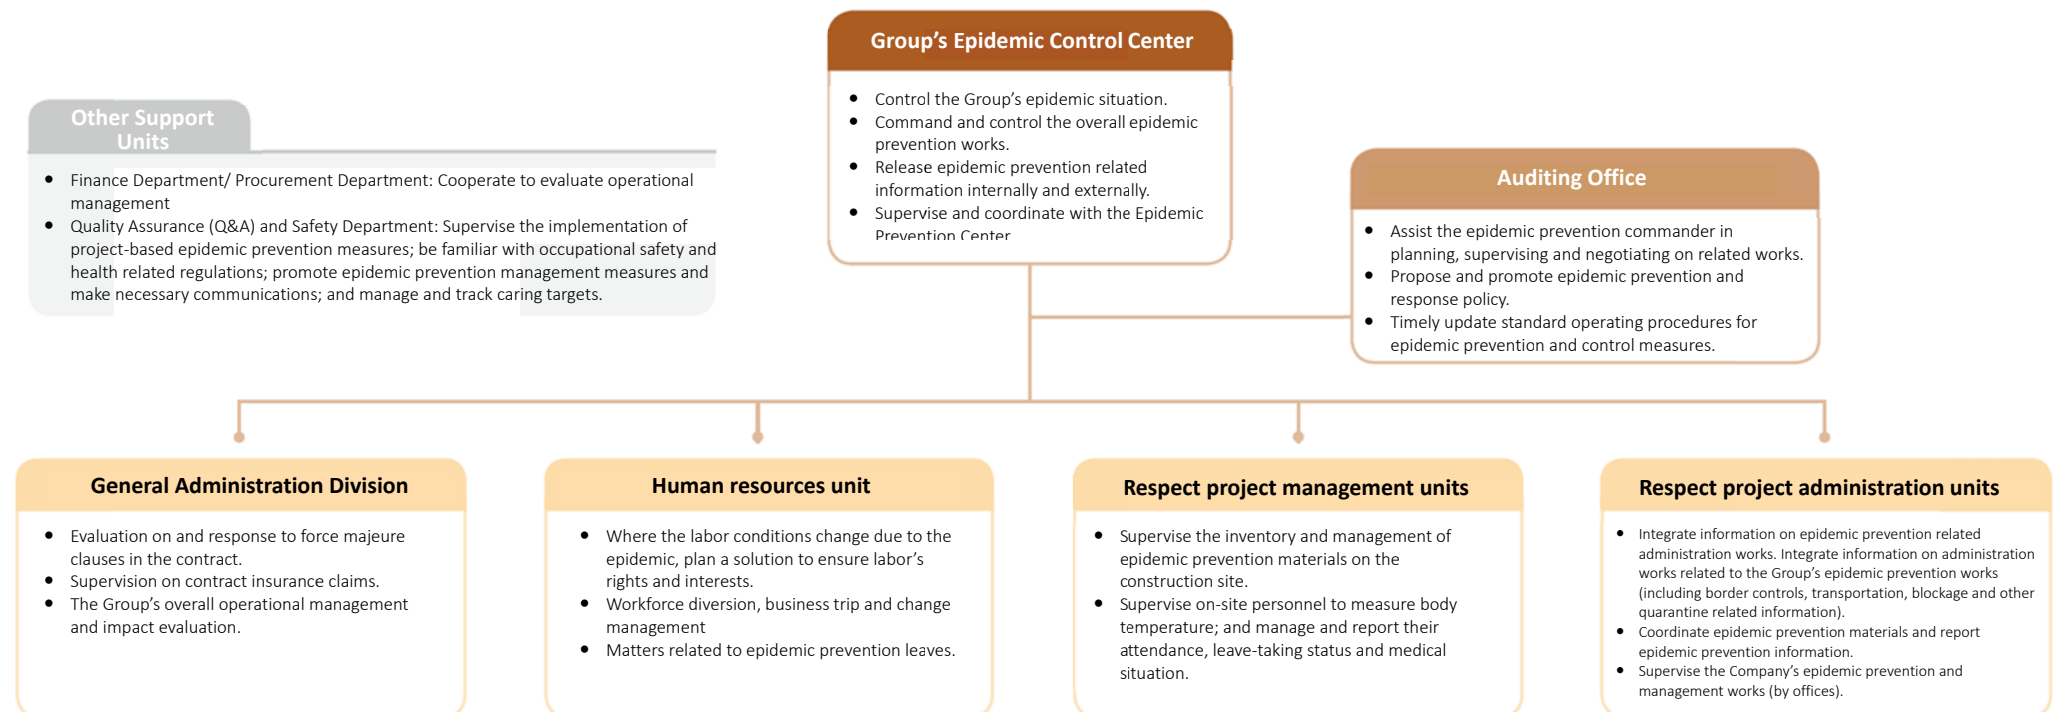 Group's Epidemic Control Center
• Control the Group's epidemic situation.
• Command and control the overall epidemic
prevention works.
• Release epidemic prevention related
information internally and externally.
• Supervise and coordinate with the Epidemic
Prevention Center
Other Support
Units
• Finance Department/ Procurement Department: Cooperate to evaluate operational
management
• Quality Assurance (Q&A) and Safety Department: Supervise the implementation of
project-based epidemic prevention measures; be familiar with occupational safety and
health related regulations; promote epidemic prevention management measures and
make necessary communications; and manage and track caring targets.
Auditing Office
• Assist the epidemic prevention commander in
planning, supervising and negotiating on related works.
• Propose and promote epidemic prevention and
response policy.
• Timely update standard operating procedures for
epidemic prevention and control measures.
General Administration Division
• Evaluation on and response to force majeure
clauses in the contract.
• Supervision on contract insurance claims.
• The Group's overall operational management
and impact evaluation.
Human resources unit
• Where the labor conditions change due to the
epidemic, plan a solution to ensure labor's
rights and interests.
• Workforce diversion, business trip and change
management
• Matters related to epidemic prevention leaves.
Respect project management units
• Supervise the inventory and management of
epidemic prevention materials on the
construction site.
• Supervise on-site personnel to measure body
temperature; and manage and report their
attendance, leave-taking status and medical
situation.
Respect project administration units
• Integrate information on epidemic prevention related
administration works. Integrate information on administration
works related to the Group's epidemic prevention works
(including border controls, transportation, blockage and other
quarantine related information).
• Coordinate epidemic prevention materials and report
epidemic prevention information.
• Supervise the Company's epidemic prevention and
management works (by offices).